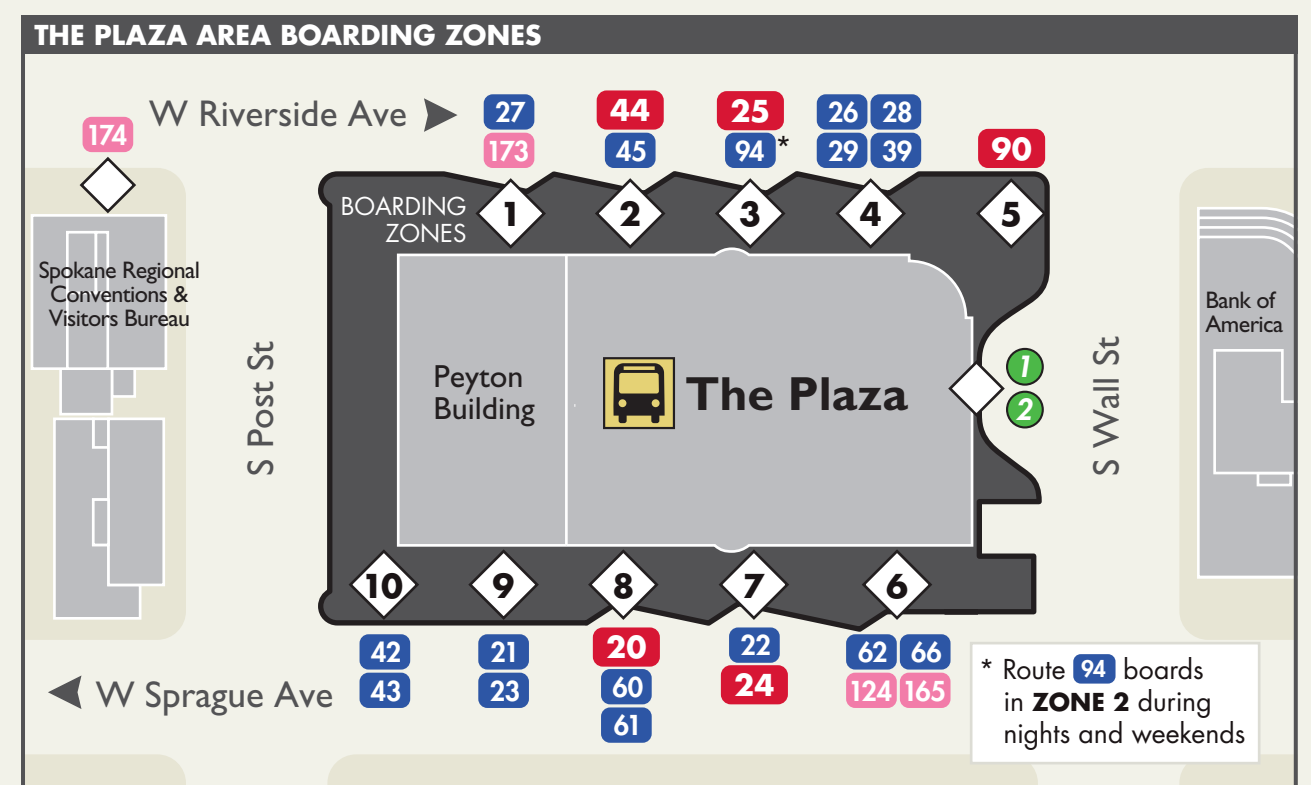 THE PLAZA AREA BOARDING ZONES
W Riverside Ave
174
27
173
44
45
25
94 *
26 28
29 39
90
BOARDING
ZONES
1
2
3
4
5
Spokane Regional
Conventions &
Visitors Bureau
S Post St
Peyton
Building
The Plaza
1
2
S Wall St
Bank of
America
10
9
8
7
6
42
43
21
23
20
60
61
22
24
62 66
124 165
W Sprague Ave
* Route 94 boards
in ZONE 2 during
nights and weekends